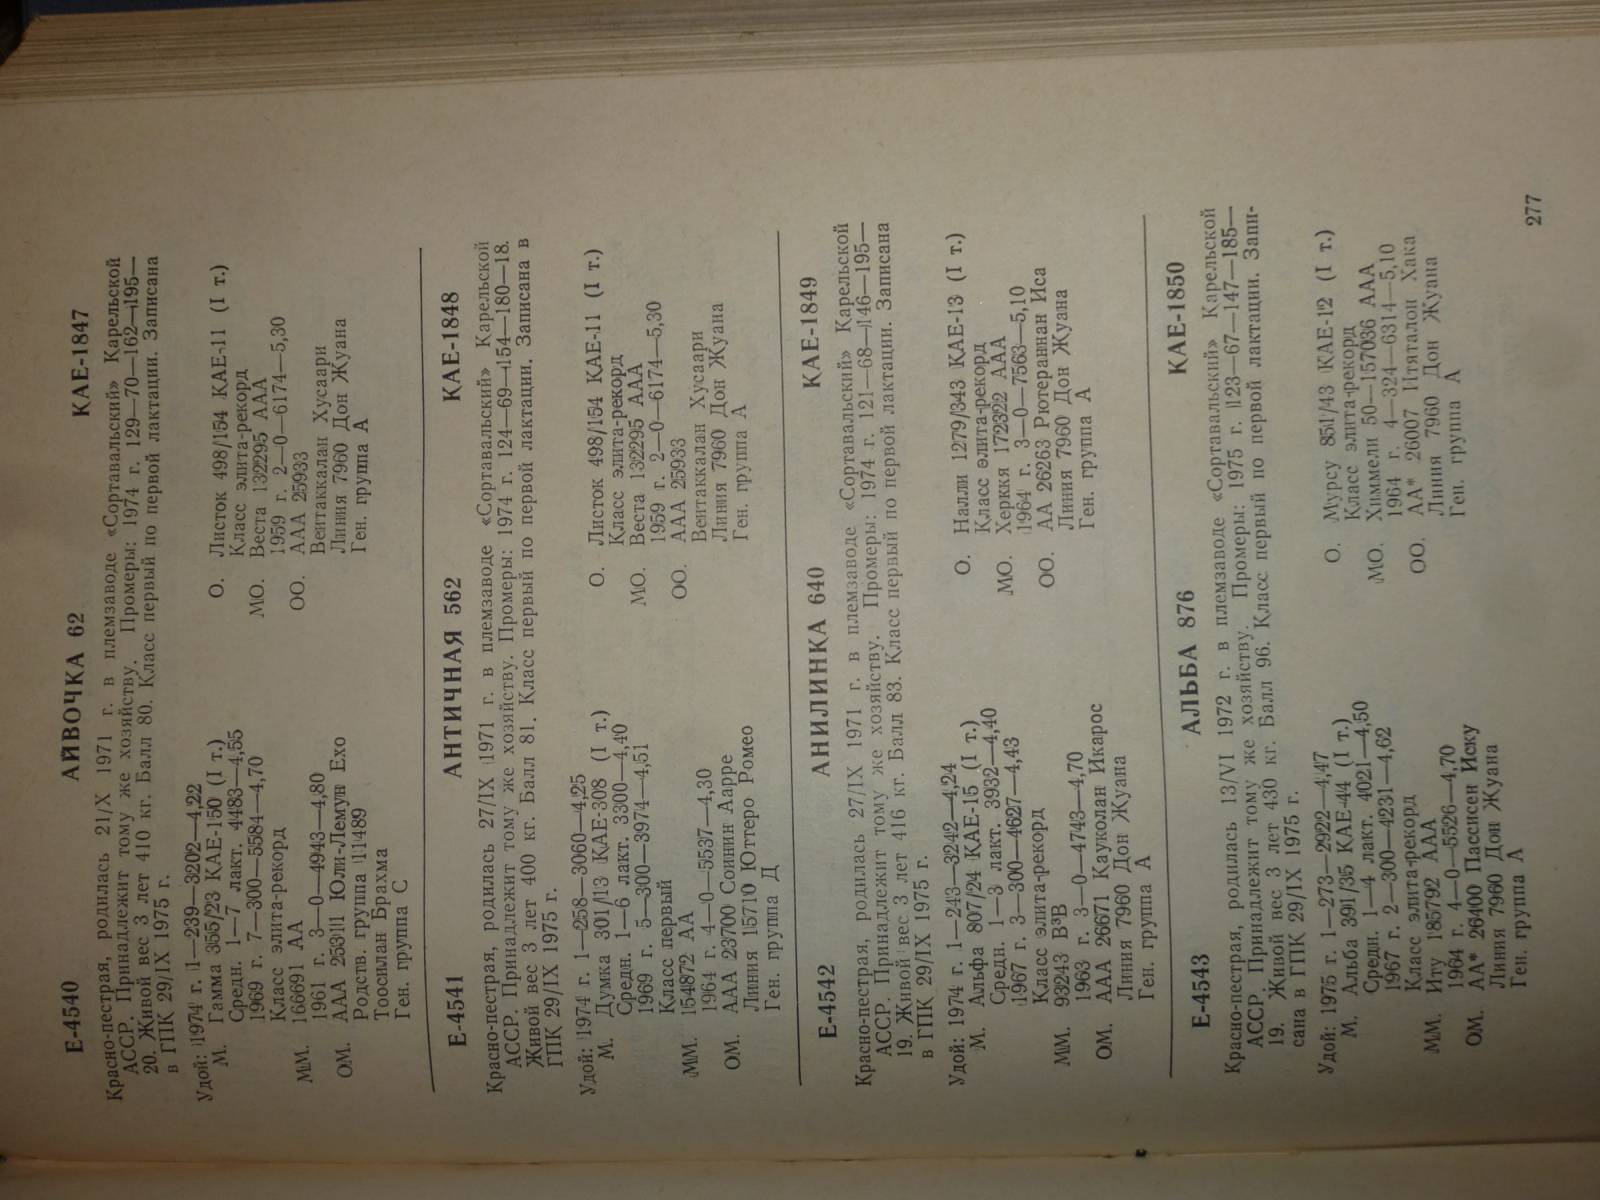 Е-4540 АЙВОЧКА 62 КАЕ-1847
Красно-пестрая, родилась 21/X 1971 г. в племзаводе «Сортавальский» Карельской
АССР. Принадлежит тому же хозяйству. Промеры: 1974 г. 129—70—162—195—
20. Живой вес 3 лет 410 кг. Балл 80. Класс первый по первой лактации. Записана
в ГПК 29/IX 1975 г.
Удой: 1974 г. 1—239—3202—4,22
М. Гамма 355/23 КАЕ-150 (I т.)
Средн. 1—7 лакт. 4483—4,55
1969 г. 7—300—5584—4,70
Класс элита-рекорд
ММ. 166691 АА
1961 г. 3—0—4943—4,80
ОМ. ААА 25311 Юли-Лемун Ехо
Родств. группа 11489
Тоосилан Брахма
Ген. группа С
О. Листок 498/154 КАЕ-11 (I т.)
Класс элита-рекорд
МО. Веста 132295 ААА
1959 г. 2—0—6174—5,30
ОО. ААА 25933
Вейтаккалан Хусаари
Линия 7960 Дон Жуана
Ген. группа А
Е-4541 АНТИЧНАЯ 562 КАЕ-1848
Красно-пестрая, родилась 27/IX 1971 г. в племзаводе «Сортавальский» Карельской
АССР. Принадлежит тому же хозяйству. Промеры: 1974 г. 124—69—154—180—18.
Живой вес 3 лет 400 кг. Балл 81. Класс первый по первой лактации. Записана в
ГПК 29/IX 1975 г.
Удой: 1974 г. 1—258—3060—4,25
М. Думка 301/13 КАЕ-308 (I т.)
Средн. 1—6 лакт. 3300—4,40
1969 г. 5—300—3974—4,51
Класс первый
ММ. 154872 АА
1964 г. 4—0—5537—4,30
ОМ. ААА 23700 Соинин Аарре
Линия 15710 Юттеро Ромео
Ген. группа Д
О. Листок 498/154 КАЕ-11 (I т.)
Класс элита-рекорд
МО. Веста 132295 ААА
1959 г. 2—0—6174—5,30
ОО. ААА 25933
Вейтаккалан Хусаари
Линия 7960 Дон Жуана
Ген. группа А
Е-4542 АНИЛИНКА 640 КАЕ-1849
Красно-пестрая, родилась 27/IX 1971 г. в племзаводе «Сортавальский» Карельской
АССР. Принадлежит тому же хозяйству. Промеры: 1974 г. 121—68—146—195—
19. Живой вес 3 лет 416 кг. Балл 83. Класс первый по первой лактации. Записана
в ГПК 29/IX 1975 г.
Удой: 1974 г. 1—243—3242—4,24
М. Альфа 807/24 КАЕ-15 (I т.)
Средн. 1—3 лакт. 3932—4,40
1967 г. 3—300—4627—4,43
Класс элита-рекорд
ММ. 93243 ВзВ
1963 г. 3—0—4743—4,70
ОМ. ААА 26671 Кауколан Икарос
Линия 7960 Дон Жуана
Ген. группа А
О. Налли 1279/343 КАЕ-13 (I т.)
Класс элита-рекорд
МО. Херккя 172322 ААА
1964 г. 3—0—7563—5,10
ОО. АА 26263 Рютераннан Иса
Линия 7960 Дон Жуана
Ген. группа А
Е-4543 АЛЬБА 876 КАЕ-1850
Красно-пестрая, родилась 13/VI 1972 г. в племзаводе «Сортавальский» Карельской
АССР. Принадлежит тому же хозяйству. Промеры: 1975 г. 123—67—147—185—
19. Живой вес 3 лет 430 кг. Балл 96. Класс первый по первой лактации. Запи-
сана в ГПК 29/IX 1975 г.
Удой: 1975 г. 1—273—2922—4,47
М. Альба 391/35 КАЕ-44 (I т.)
Средн. 1—4 лакт. 4021—4,50
1967 г. 2—300—4231—4,62
Класс элита-рекорд
ММ. Иту 185792 ААА
1964 г. 4—0—5526—4,70
ОМ. АА* 26400 Пассисен Иску
Линия 7960 Дон Жуана
Ген. группа А
О. Мурсу 851/43 КАЕ-12 (I т.)
Класс элита-рекорд
МО. Химмели 50—157036 ААА
1964 г. 4—324—6314—5,10
ОО. АА* 26007 Пяталон Хака
Линия 7960 Дон Жуана
Ген. группа А
277